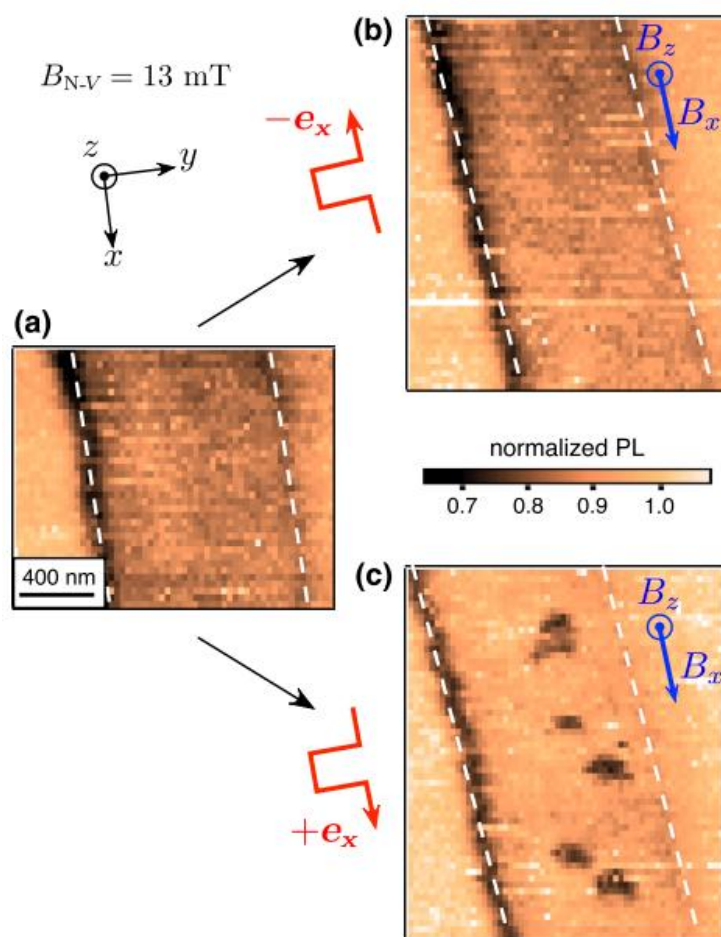 B_N-V = 13 mT
z
y
x
−e_x
(b)
B_z
B_x
(a)
400 nm
normalized PL
0.7 0.8 0.9 1.0
(c)
B_z
B_x
+e_x